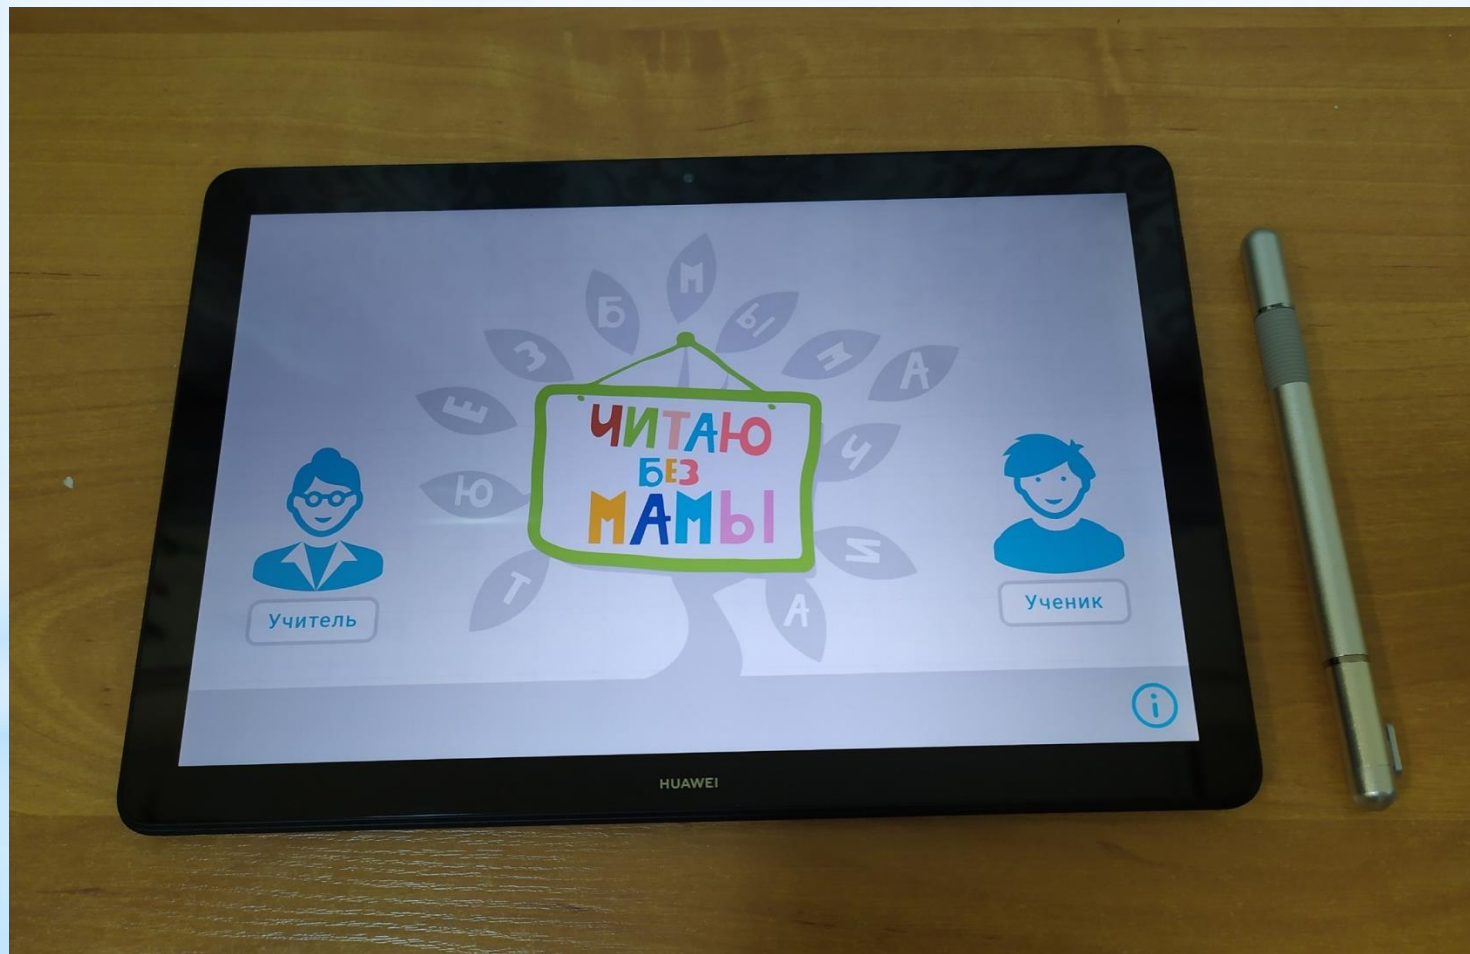 М
Б
Ы
З
И
А
Е
Ч
Ю
И
Т
А
ЧИТАЮ
БЕЗ
МАМЫ
Учитель
Ученик
i
HUAWEI